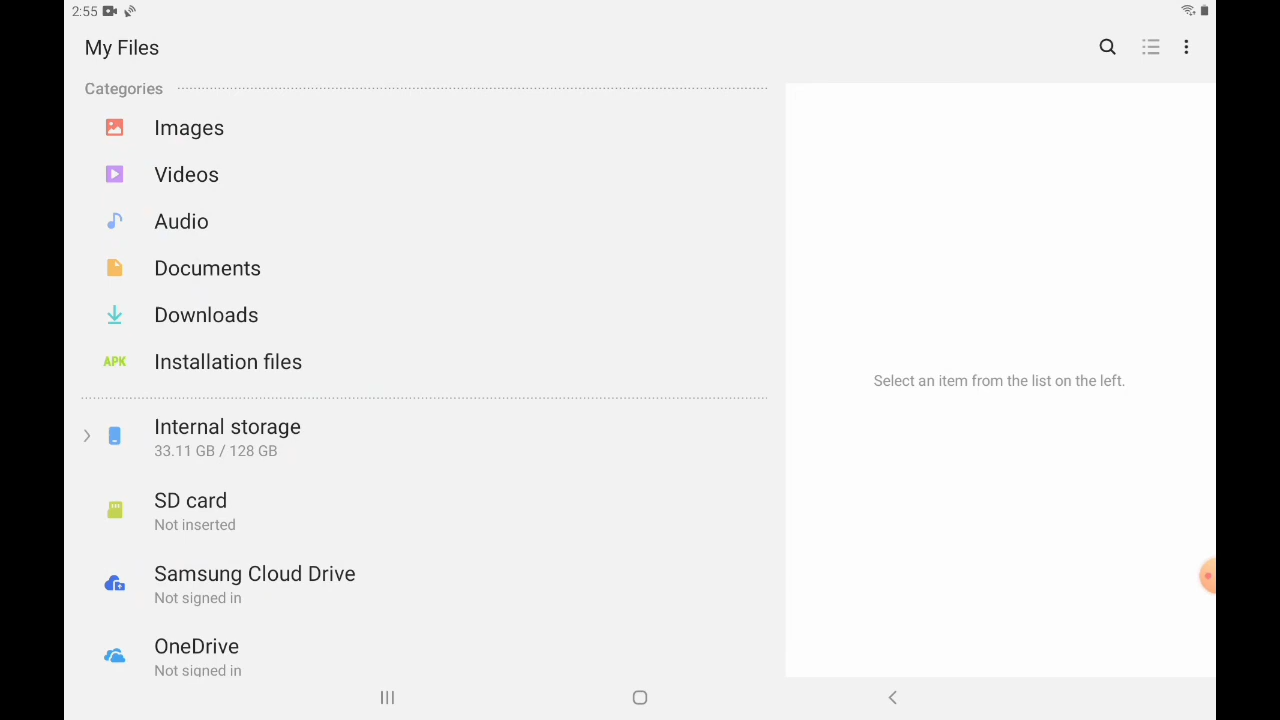 2:55
My Files
Categories
Images
Videos
Audio
Documents
Downloads
APK Installation files
Internal storage
33.11 GB / 128 GB
SD card
Not inserted
Samsung Cloud Drive
Not signed in
OneDrive
Not signed in
Select an item from the list on the left.